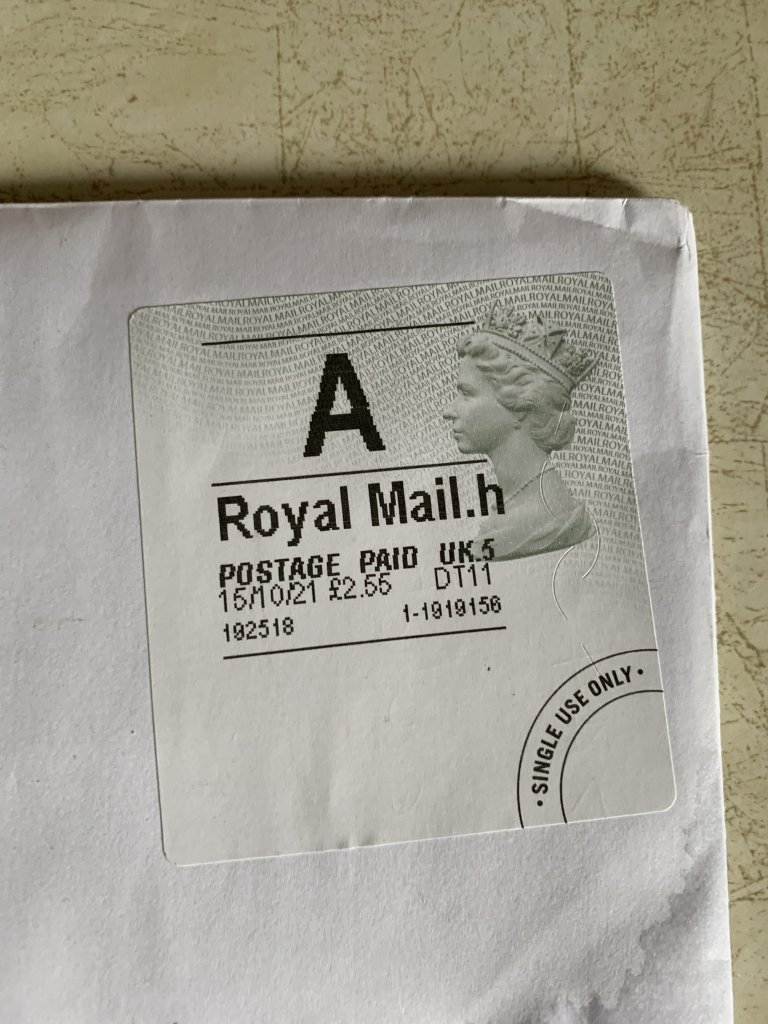 A
Royal Mail.h
POSTAGE PAID UK.5
15/10/21 £2.55 DT11
192518 1-1919156
• SINGLE USE ONLY •